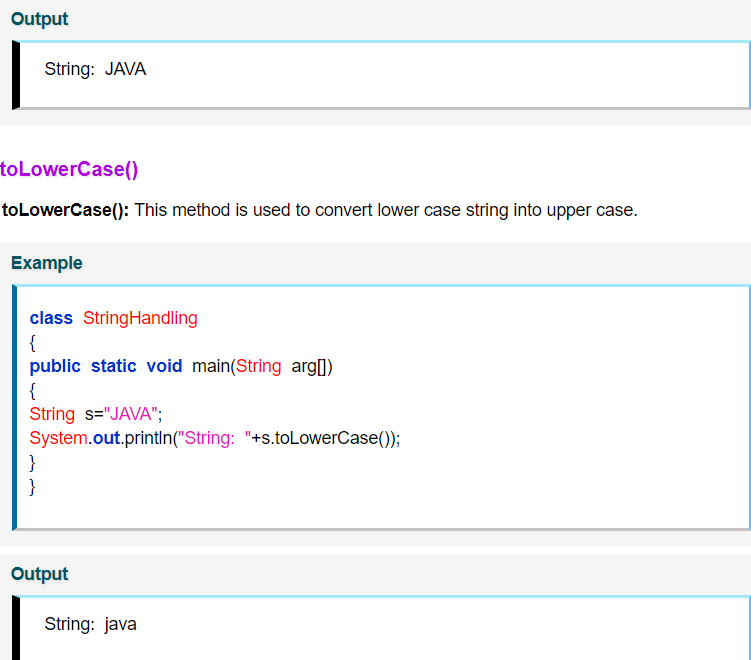 Output
String:  JAVA
toLowerCase()
toLowerCase(): This method is used to convert lower case string into upper case.
Example
class  StringHandling
{
public  static  void  main(String  arg[])
{
String  s="JAVA";
System.out.println("String:  "+s.toLowerCase());
}
}
Output
String:  java